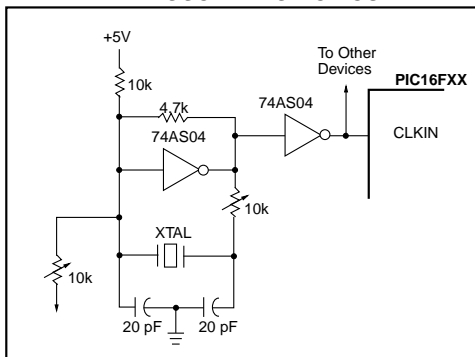 +5V
To Other
Devices
PIC16FXX
10k
4.7k
74AS04
74AS04
CLKIN
10k
XTAL
10k
20 pF
20 pF